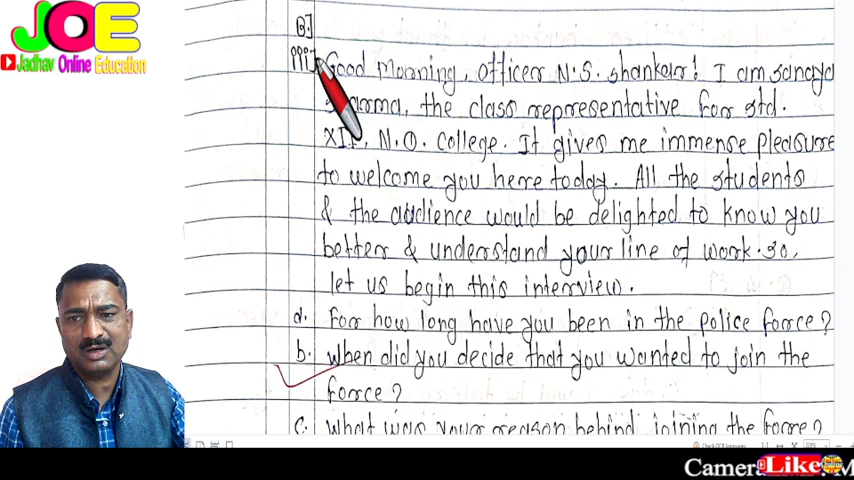 JOE
Jadhav Online Education
B]
iii] Good Morning, officer N.S. shankar! I am sanjya
sharma, the class representative for std.
XII, N.O. College. It gives me immense pleasure
to welcome you here today. All the students
& the audience would be delighted to know you
better & understand your line of work. so,
let us begin this interview.
a. For how long have you been in the police force?
b. When did you decide that you wanted to join the
force?
c. What was your reason behind joining the force?
Camera
Like
M